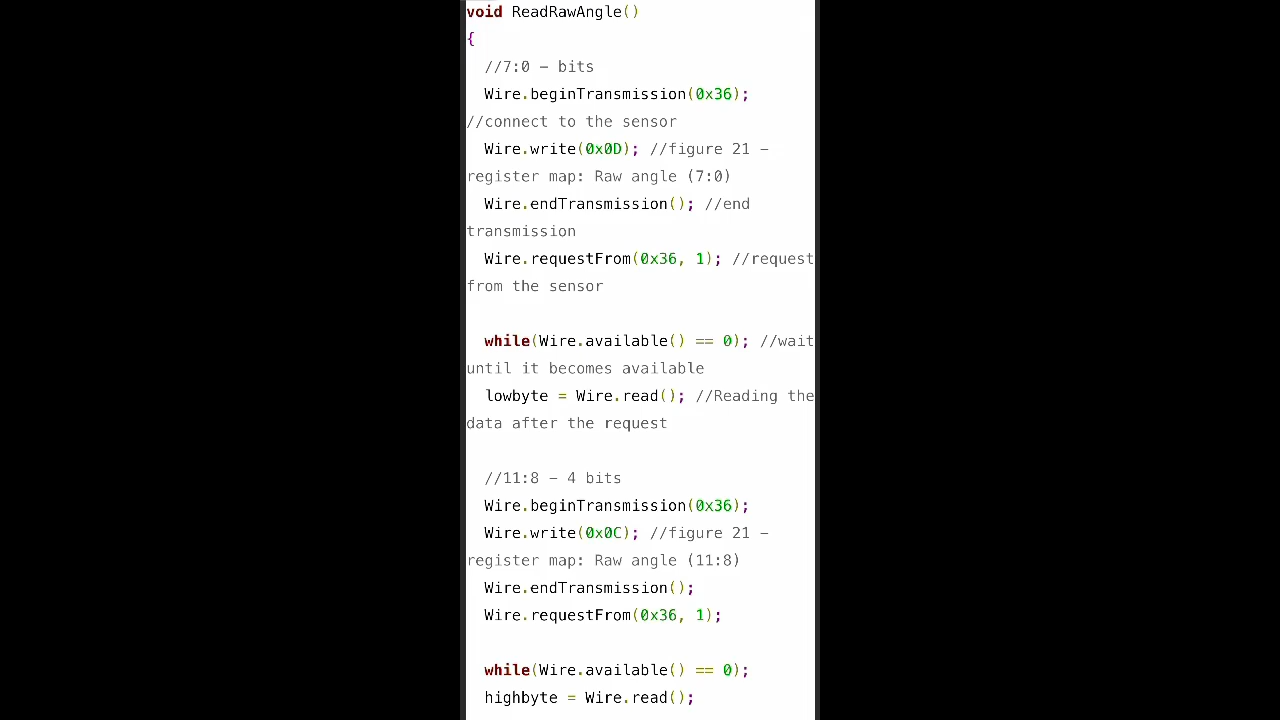 void ReadRawAngle()
{
//7:0 - bits
Wire.beginTransmission(0x36);
//connect to the sensor
Wire.write(0x0D); //figure 21 -
register map: Raw angle (7:0)
Wire.endTransmission(); //end
transmission
Wire.requestFrom(0x36, 1); //request
from the sensor
while(Wire.available() == 0); //wait
until it becomes available
lowbyte = Wire.read(); //Reading the
data after the request
//11:8 - 4 bits
Wire.beginTransmission(0x36);
Wire.write(0x0C); //figure 21 -
register map: Raw angle (11:8)
Wire.endTransmission();
Wire.requestFrom(0x36, 1);
while(Wire.available() == 0);
highbyte = Wire.read();